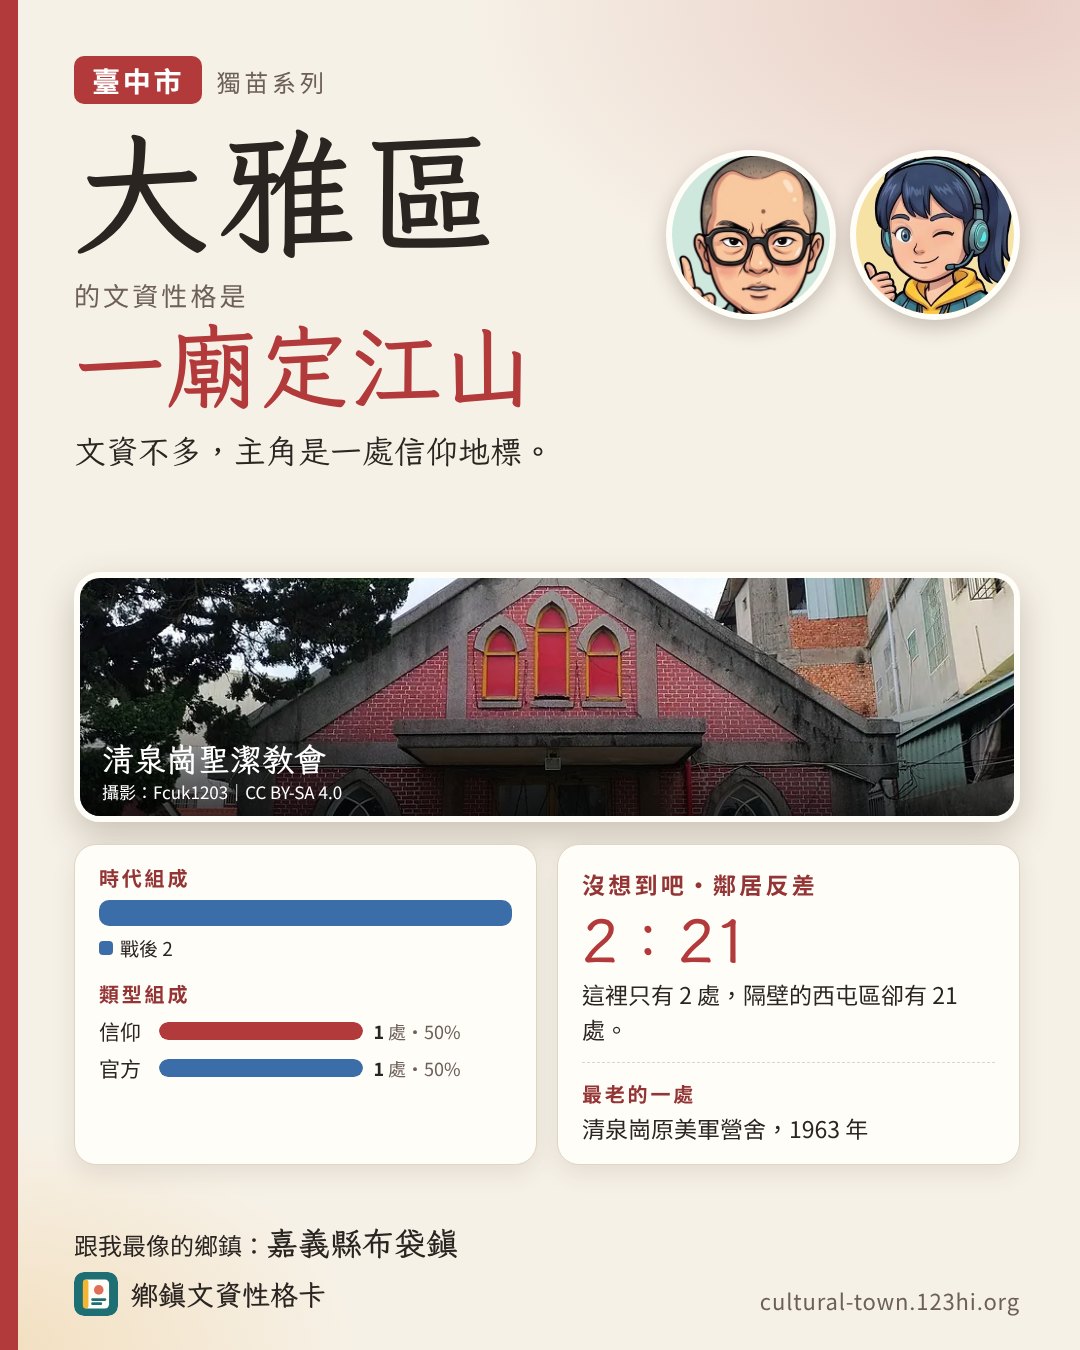 臺中市 獨苗系列
大雅區
的文資性格是
一廟定江山
文資不多，主角是一處信仰地標。
清泉崗聖潔教會
攝影：Fcuk1203｜CC BY-SA 4.0
時代組成
戰後 2
類型組成
信仰 1 處・50%
官方 1 處・50%
沒想到吧・鄰居反差
2：21
這裡只有 2 處，隔壁的西屯區卻有 21
處。
最老的一處
清泉崗原美軍營舍，1963 年
跟我最像的鄉鎮：嘉義縣布袋鎮
鄉鎮文資性格卡
cultural-town.123hi.org